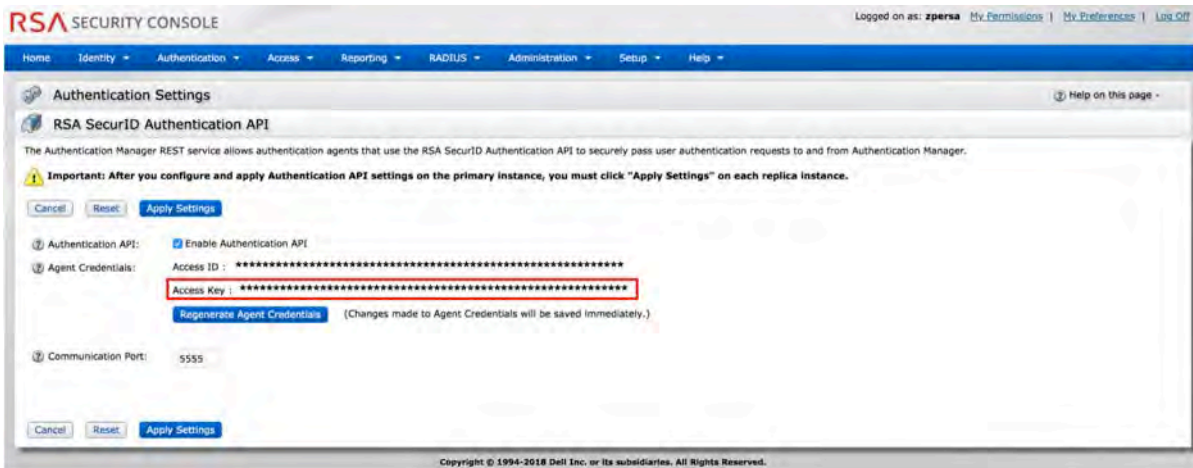 RSA SECURITY CONSOLE
Logged on as: zpersa My Permissions | My Preferences | Log Off
Home Identity Authentication Access Reporting RADIUS Administration Setup Help
Authentication Settings
Help on this page
RSA SecurID Authentication API
The Authentication Manager REST service allows authentication agents that use the RSA SecurID Authentication API to securely pass user authentication requests to and from Authentication Manager.
Important: After you configure and apply Authentication API settings on the primary instance, you must click "Apply Settings" on each replica instance.
Cancel Reset Apply Settings
Authentication API: Enable Authentication API
Agent Credentials: Access ID : **********************************************************
Access Key : **********************************************************
Regenerate Agent Credentials (Changes made to Agent Credentials will be saved immediately.)
Communication Port: 5555
Cancel Reset Apply Settings
Copyright © 1994-2018 Dell Inc. or its subsidiaries. All Rights Reserved.